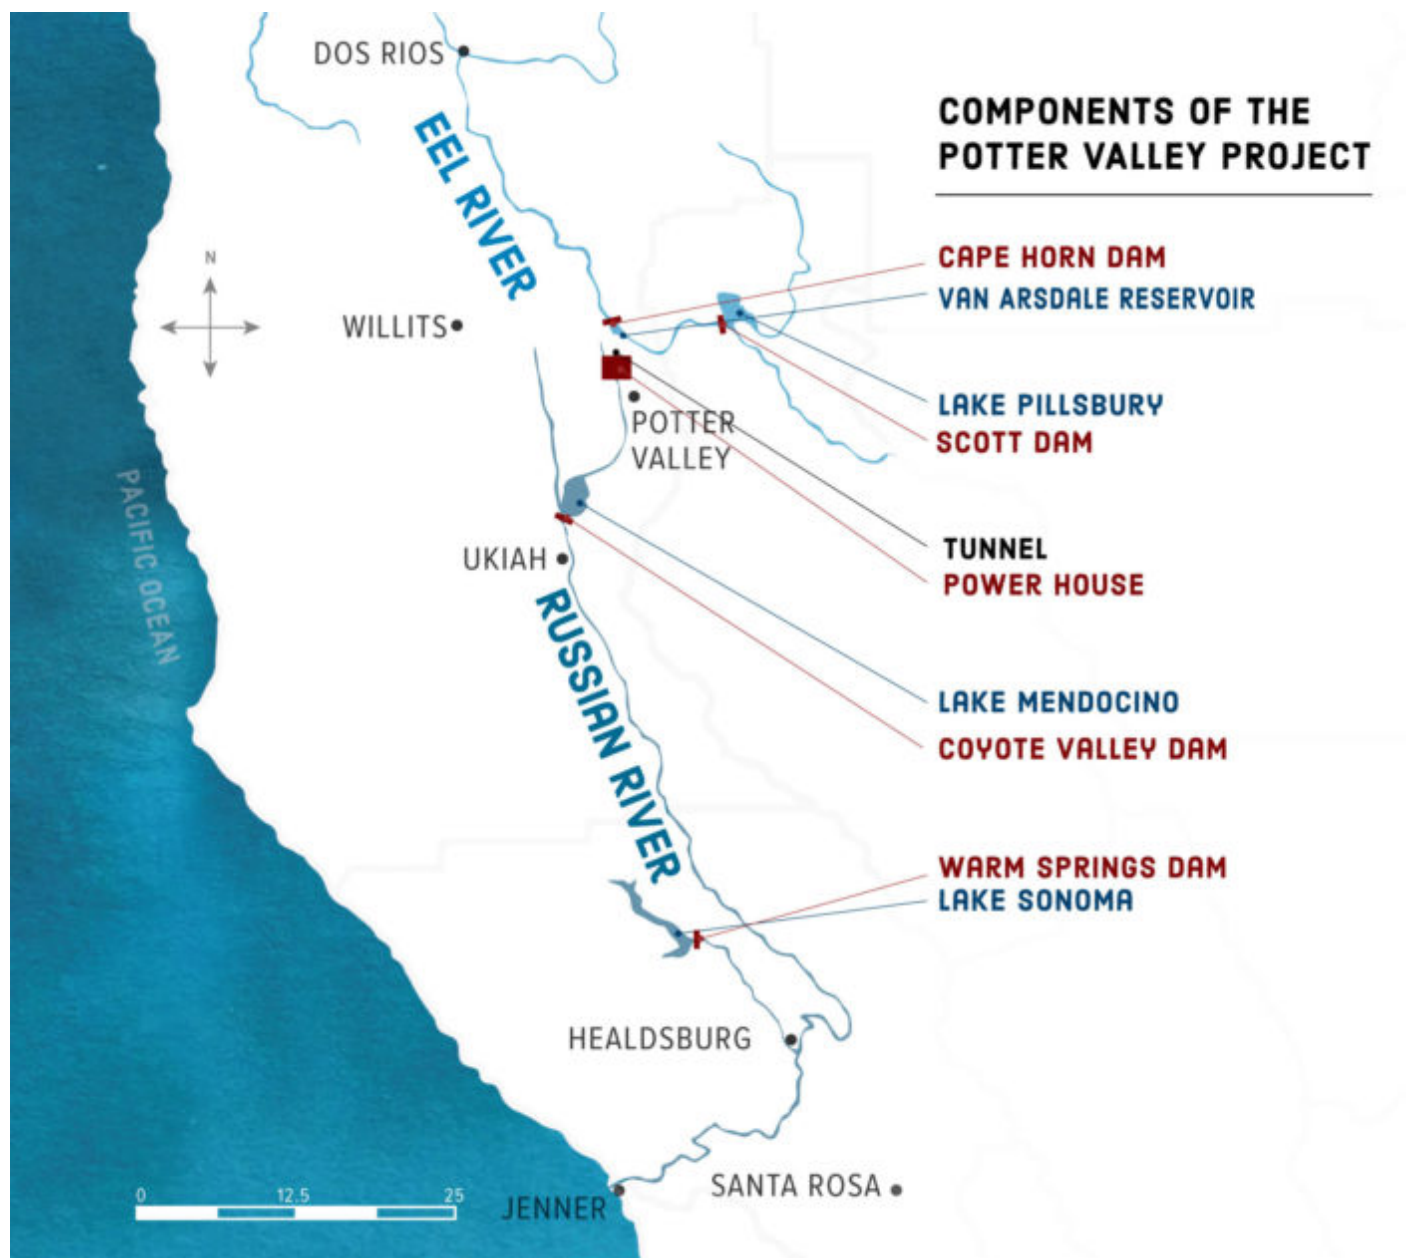 DOS RIOS
EEL RIVER
COMPONENTS OF THE
POTTER VALLEY PROJECT
N
CAPE HORN DAM
VAN ARSDALE RESERVOIR
WILLITS
LAKE PILLSBURY
SCOTT DAM
POTTER
VALLEY
PACIFIC OCEAN
TUNNEL
POWER HOUSE
UKIAH
RUSSIAN RIVER
LAKE MENDOCINO
COYOTE VALLEY DAM
WARM SPRINGS DAM
LAKE SONOMA
HEALDSBURG
SANTA ROSA
JENNER
0 12.5 25